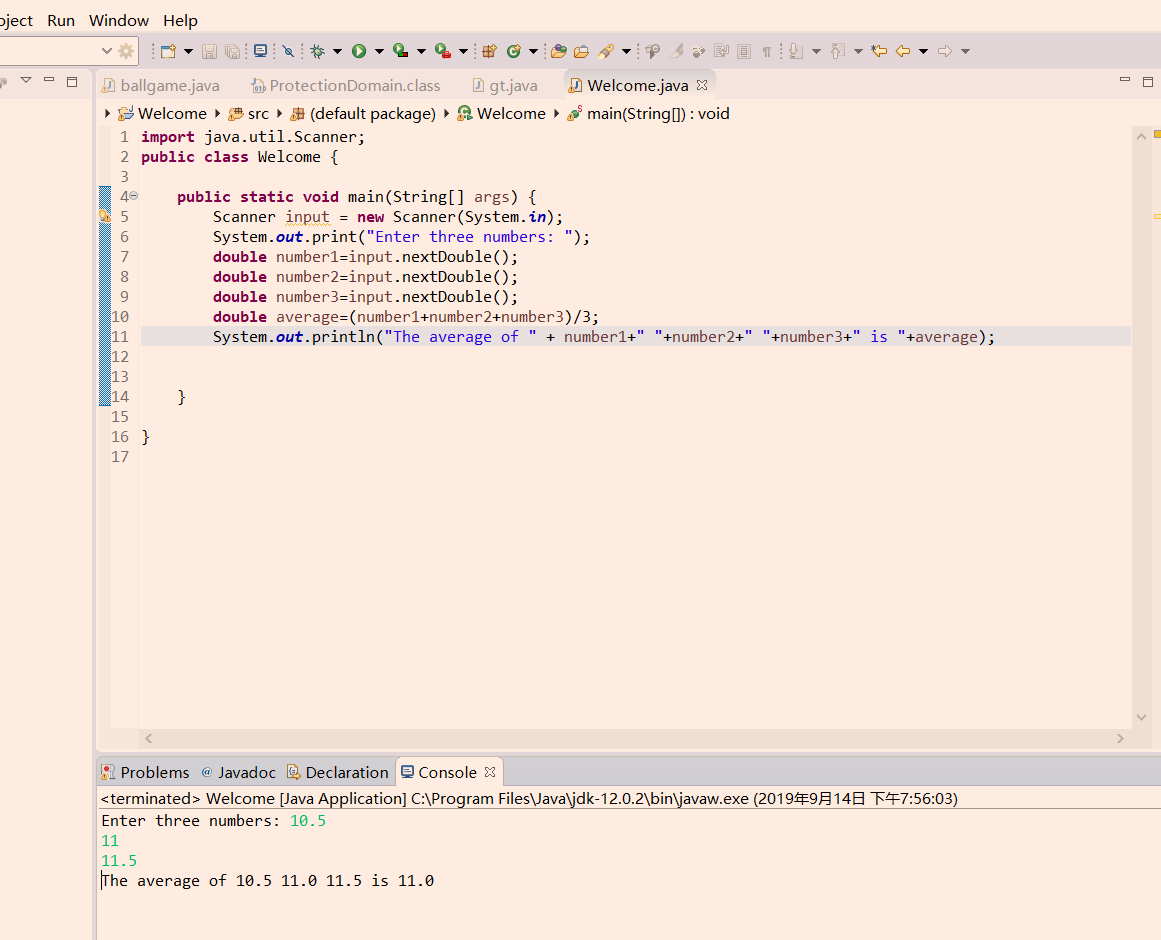 Run Window Help
ballgame.java ProtectionDomain.class gt.java Welcome.java
Welcome src (default package) Welcome main(String[]) : void
1 import java.util.Scanner;
2 public class Welcome {
3
4 public static void main(String[] args) {
5 Scanner input = new Scanner(System.in);
6 System.out.print("Enter three numbers: ");
7 double number1=input.nextDouble();
8 double number2=input.nextDouble();
9 double number3=input.nextDouble();
10 double average=(number1+number2+number3)/3;
11 System.out.println("The average of " + number1+" "+number2+" "+number3+" is "+average);
12
13
14 }
15
16 }
17
Problems @ Javadoc Declaration Console
<terminated> Welcome [Java Application] C:\Program Files\Java\jdk-12.0.2\bin\javaw.exe (2019年9月14日 下午7:56:03)
Enter three numbers: 10.5
11
11.5
The average of 10.5 11.0 11.5 is 11.0